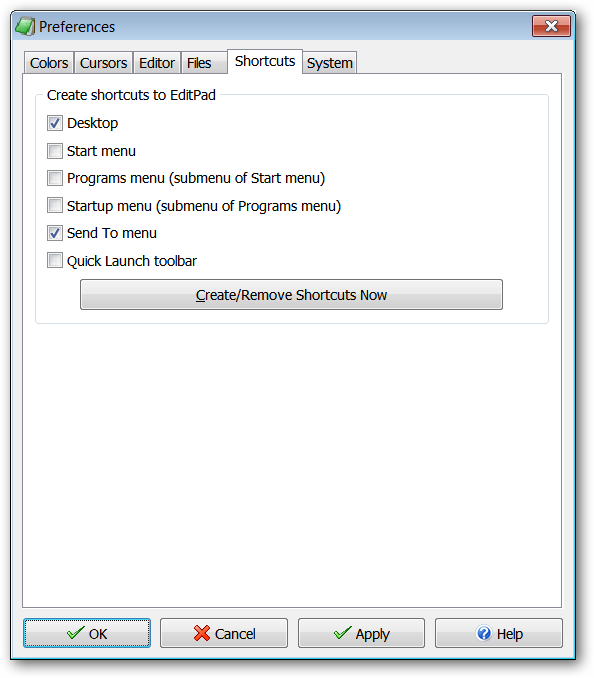 Preferences
Colors Cursors Editor Files Shortcuts System
Create shortcuts to EditPad
Desktop
Start menu
Programs menu (submenu of Start menu)
Startup menu (submenu of Programs menu)
Send To menu
Quick Launch toolbar
Create/Remove Shortcuts Now
OK Cancel Apply Help